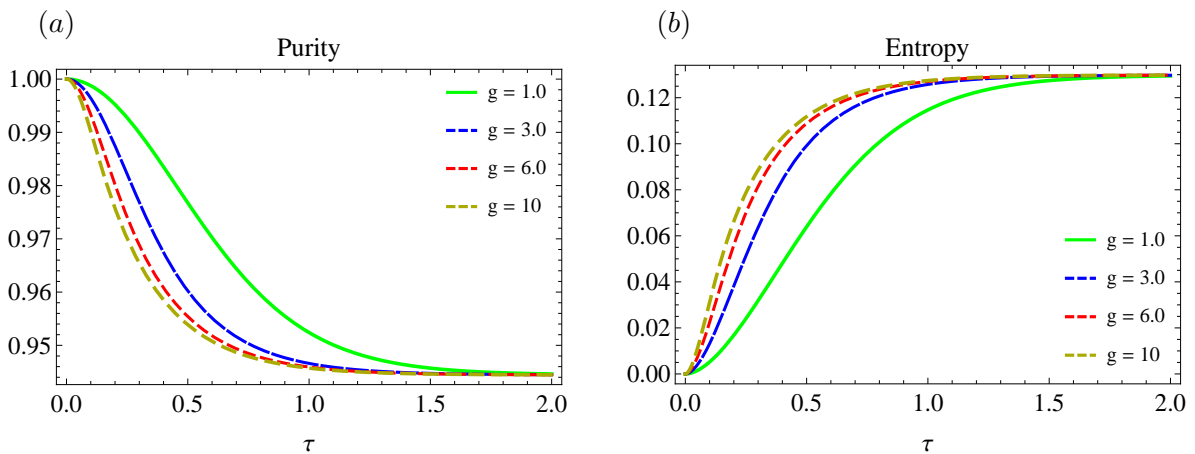 (a)
Purity
1.00
0.99
0.98
0.97
0.96
0.95
g = 1.0
g = 3.0
g = 6.0
g = 10
0.0 0.5 1.0 1.5 2.0
τ
(b)
Entropy
0.12
0.10
0.08
0.06
0.04
0.02
0.00
g = 1.0
g = 3.0
g = 6.0
g = 10
0.0 0.5 1.0 1.5 2.0
τ